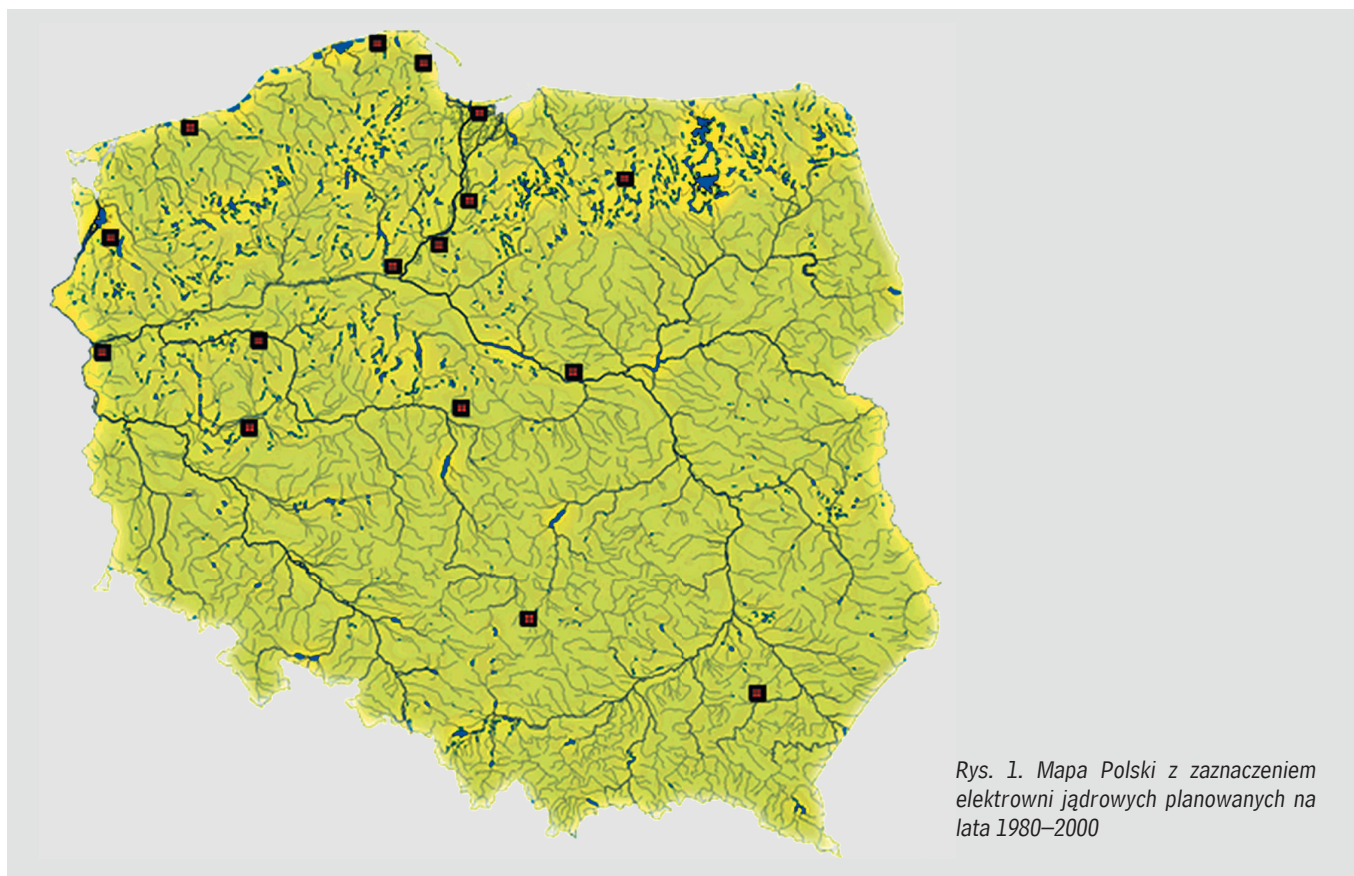 Rys. 1. Mapa Polski z zaznaczeniem
elektrowni jądrowych planowanych na
lata 1980–2000